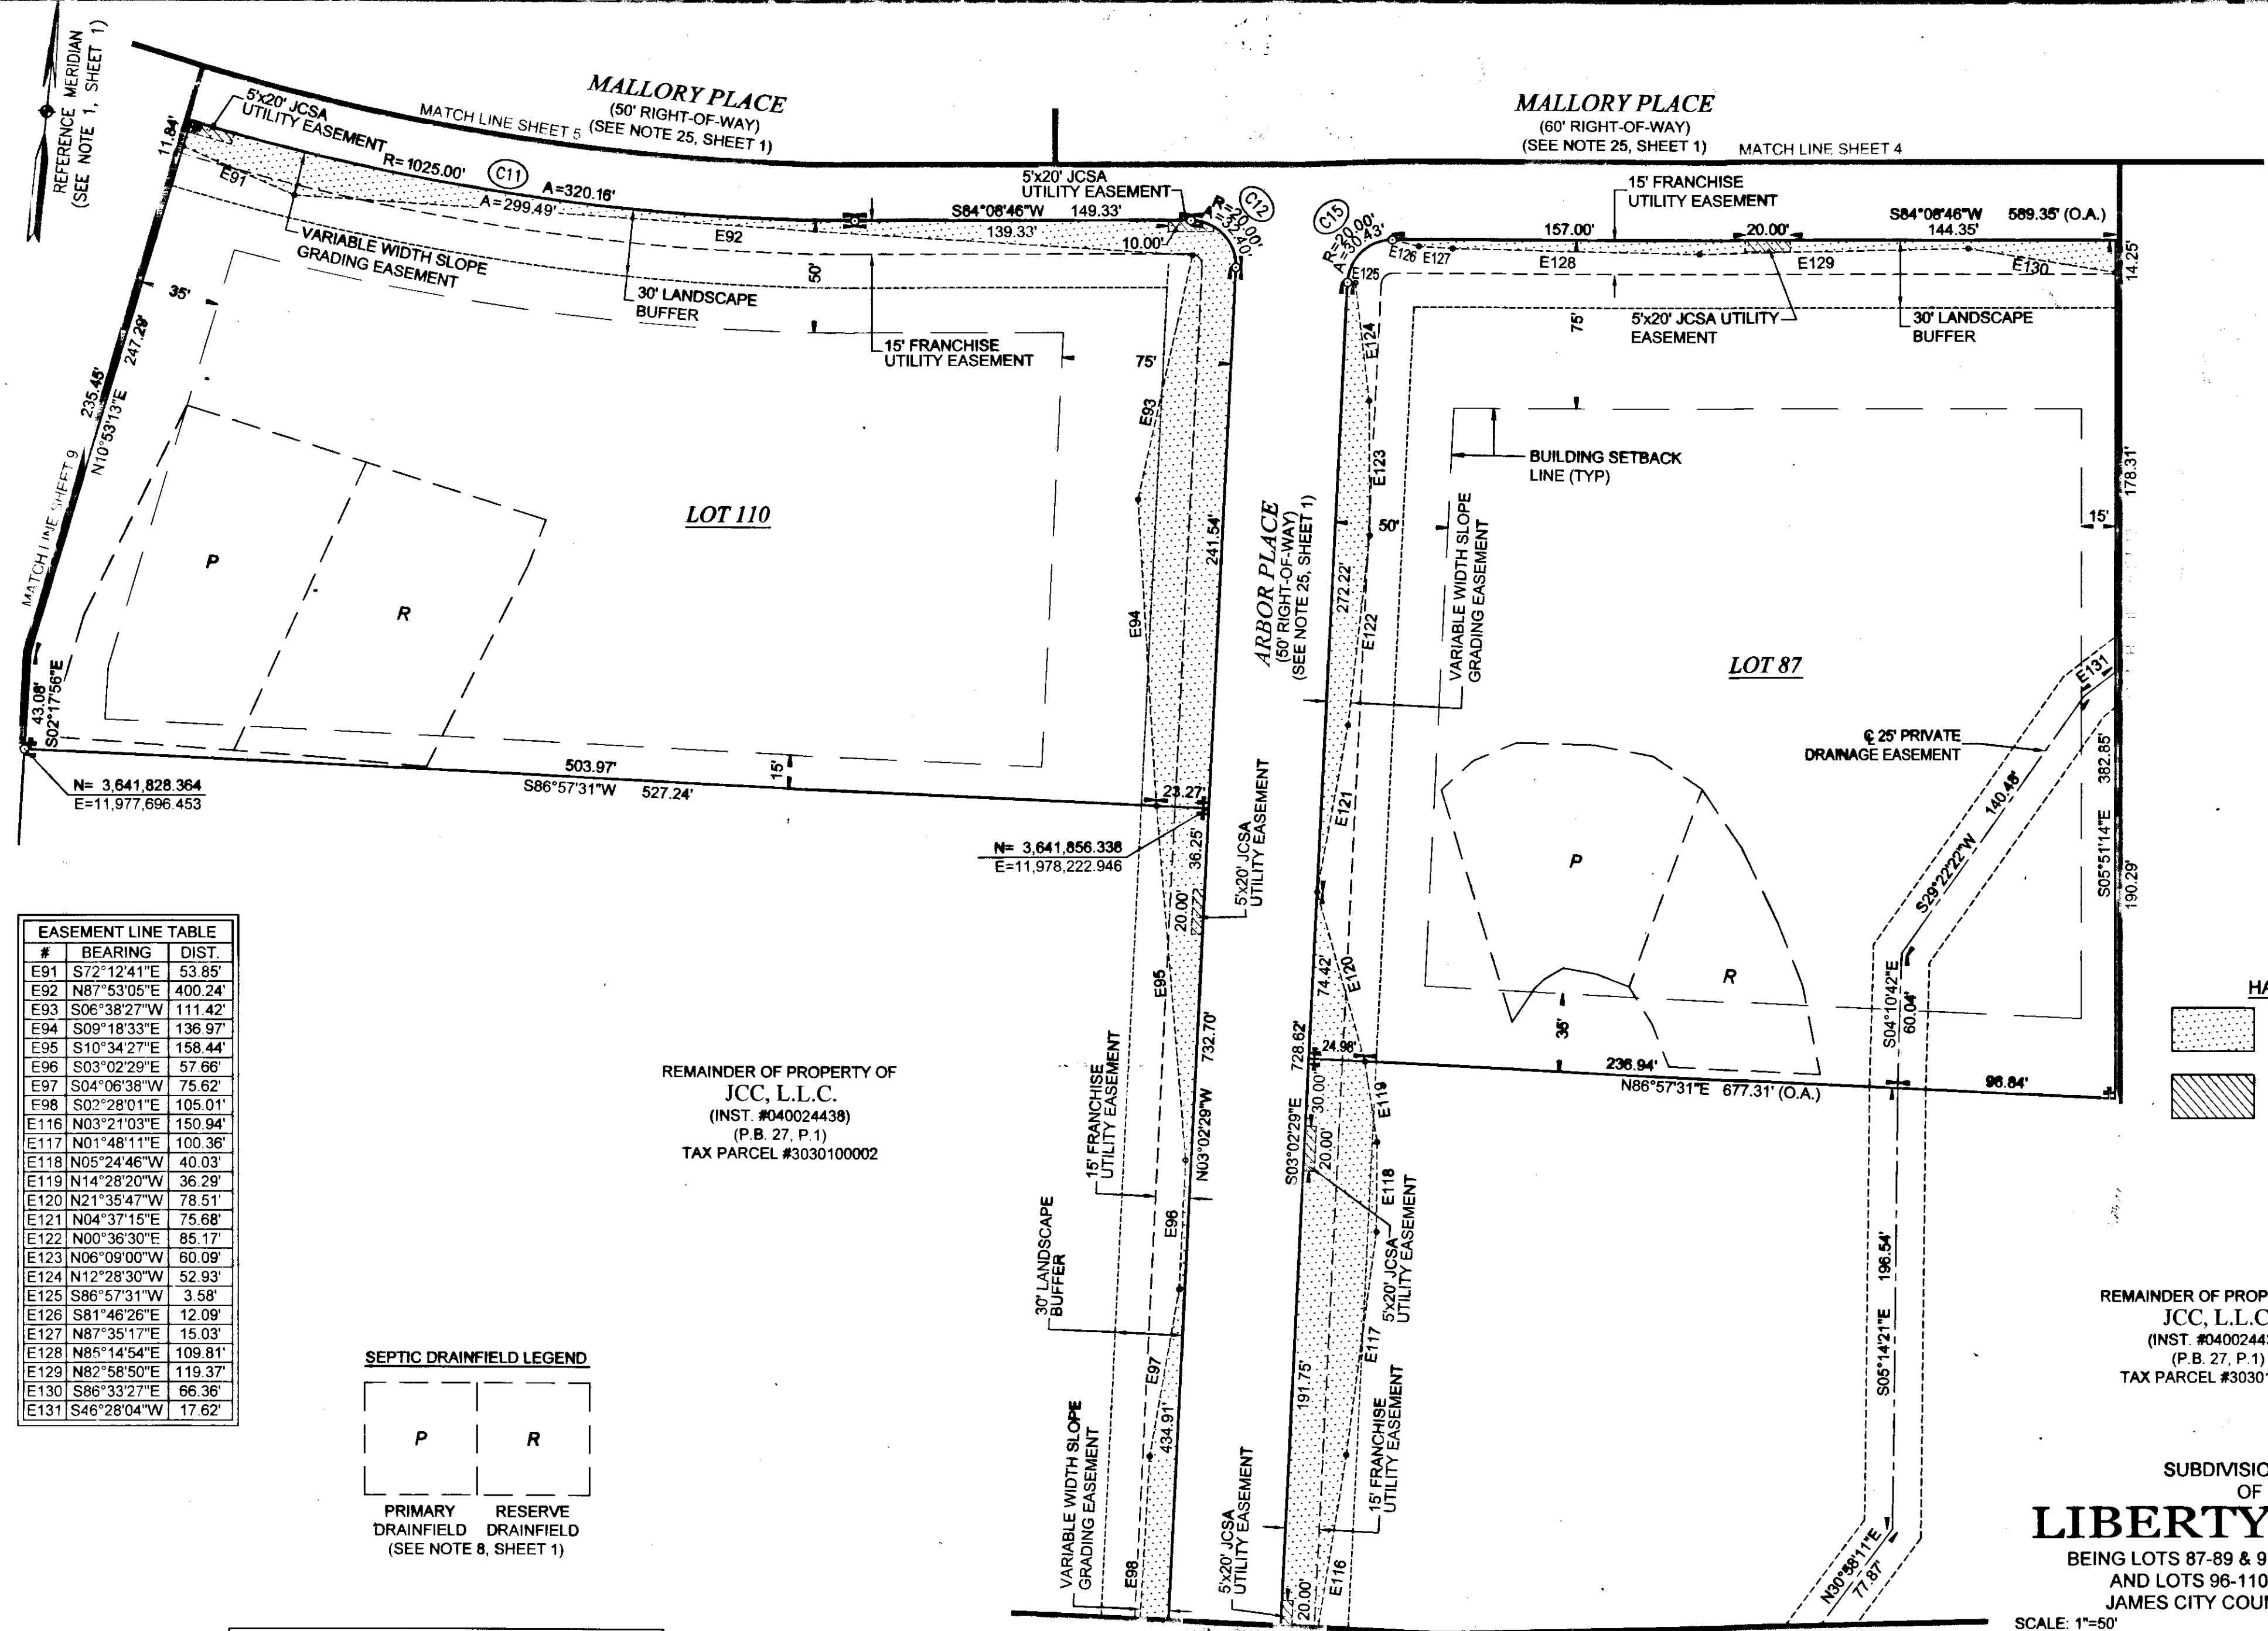 REFERENCE MERIDIAN
(SEE NOTE 1, SHEET 1)
MALLORY PLACE
(50' RIGHT-OF-WAY)
(SEE NOTE 25, SHEET 1)
MATCH LINE SHEET 5
MALLORY PLACE
(60' RIGHT-OF-WAY)
(SEE NOTE 25, SHEET 1)
MATCH LINE SHEET 4
5'x20' JCSA
UTILITY EASEMENT
11.84'
E91
R=1025.00'
C11
A=320.16'
A=299.49'
5'x20' JCSA
UTILITY EASEMENT
S84°08'46"W 149.33'
139.33'
10.00'
R=20.00'
A=32.40'
C12
E92
VARIABLE WIDTH SLOPE
GRADING EASEMENT
30' LANDSCAPE
BUFFER
50'
15' FRANCHISE
UTILITY EASEMENT
35'
75'
247.29'
235.45'
N10°53'13"E
MATCH LINE SHEET 9
P
R
LOT 110
E93
E94
241.54'
43.08'
S02°17'56"E
N= 3,641,828.364
E=11,977,696.453
503.97'
S86°57'31"W 527.24'
15'
23.27'
N= 3,641,856.338
E=11,978,222.946
36.25'
20.00'
5'x20' JCSA
UTILITY EASEMENT
C15
R=20.00'
A=30.43'
E125
E126
E127
15' FRANCHISE
UTILITY EASEMENT
157.00'
20.00'
S84°08'46"W 589.35' (O.A.)
144.35'
14.25'
E128
E129
E130
5'x20' JCSA UTILITY
EASEMENT
30' LANDSCAPE
BUFFER
75'
E124
E123
BUILDING SETBACK
LINE (TYP)
50'
15'
178.31'
ARBOR PLACE
(50' RIGHT-OF-WAY)
(SEE NOTE 25, SHEET 1)
272.22'
E122
VARIABLE WIDTH SLOPE
GRADING EASEMENT
LOT 87
E131
℄ 25' PRIVATE
DRAINAGE EASEMENT
140.48'
S29°22'22"W
382.85'
S05°51'14"E
190.29'
E121
P
R
E120
74.42'
S04°10'42"E
60.04'
35'
24.98'
236.94'
N86°57'31"E 677.31' (O.A.)
96.84'
728.62'
S03°02'29"E
30.00'
20.00'
E119
E118
5'x20' JCSA
UTILITY EASEMENT
E117
191.75'
15' FRANCHISE
UTILITY EASEMENT
E116
20.00'
5'x20' JCSA
UTILITY EASEMENT
E95
732.70'
N03°02'29"W
15' FRANCHISE
UTILITY EASEMENT
E96
30' LANDSCAPE
BUFFER
E97
434.91'
VARIABLE WIDTH SLOPE
GRADING EASEMENT
E98
196.54'
S05°14'21"E
N30°58'11"E
77.87'
EASEMENT LINE TABLE
# BEARING DIST.
E91 S72°12'41"E 53.85'
E92 N87°53'05"E 400.24'
E93 S06°38'27"W 111.42'
E94 S09°18'33"E 136.97'
E95 S10°34'27"E 158.44'
E96 S03°02'29"E 57.66'
E97 S04°06'38"W 75.62'
E98 S02°28'01"E 105.01'
E116 N03°21'03"E 150.94'
E117 N01°48'11"E 100.36'
E118 N05°24'46"W 40.03'
E119 N14°28'20"W 36.29'
E120 N21°35'47"W 78.51'
E121 N04°37'15"E 75.68'
E122 N00°36'30"E 85.17'
E123 N06°09'00"W 60.09'
E124 N12°28'30"W 52.93'
E125 S86°57'31"W 3.58'
E126 S81°46'26"E 12.09'
E127 N87°35'17"E 15.03'
E128 N85°14'54"E 109.81'
E129 N82°58'50"E 119.37'
E130 S86°33'27"E 66.36'
E131 S46°28'04"W 17.62'
REMAINDER OF PROPERTY OF
JCC, L.L.C.
(INST. #040024438)
(P.B. 27, P.1)
TAX PARCEL #3030100002
SEPTIC DRAINFIELD LEGEND
P
R
PRIMARY
DRAINFIELD
RESERVE
DRAINFIELD
(SEE NOTE 8, SHEET 1)
HA
REMAINDER OF PROP
JCC, L.L.C
(INST. #0400244
(P.B. 27, P.1)
TAX PARCEL #3030
SUBDIVISIO
OF
LIBERTY
BEING LOTS 87-89 & 9
AND LOTS 96-110
JAMES CITY COU
SCALE: 1"=50'